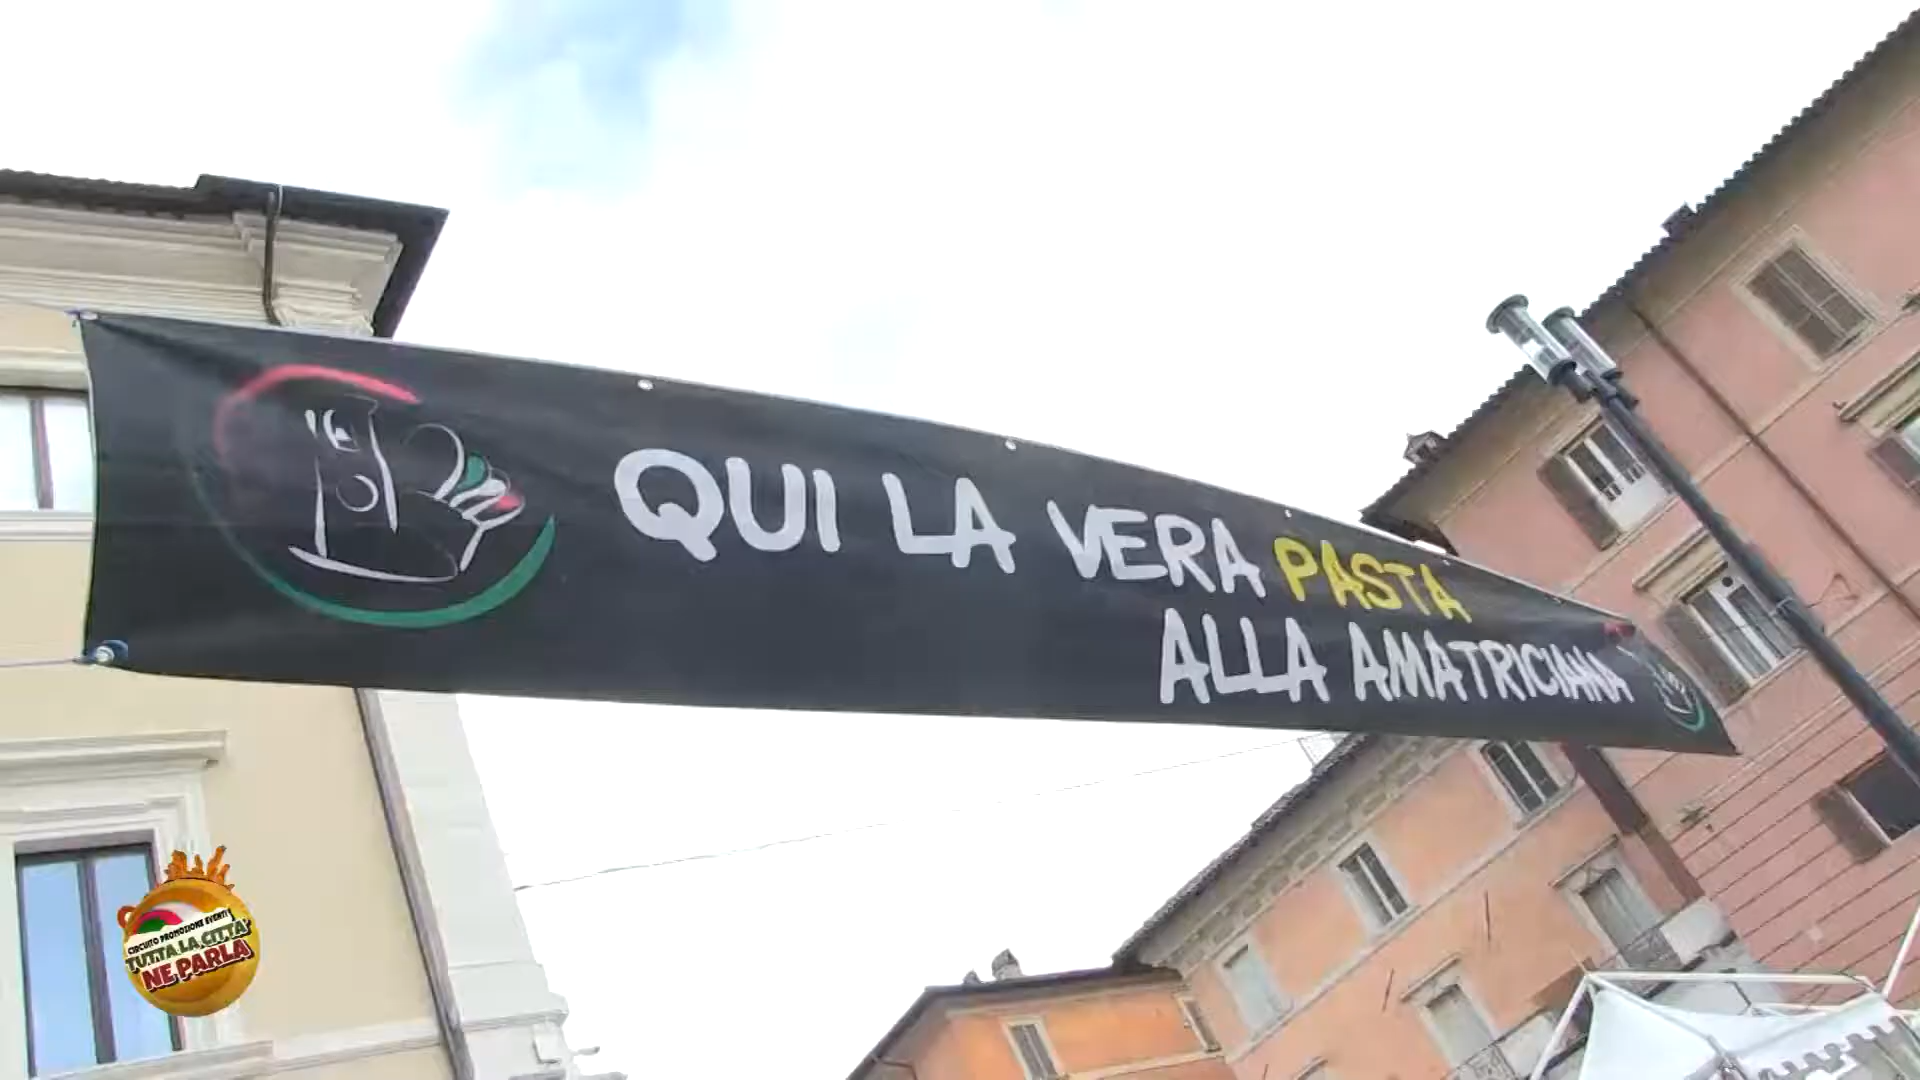 QUI LA VERA PASTA
ALLA AMATRICIANA
CIRCUITO PROMOZIONE EVENTI
TUTTA LA CITTA'
NE PARLA